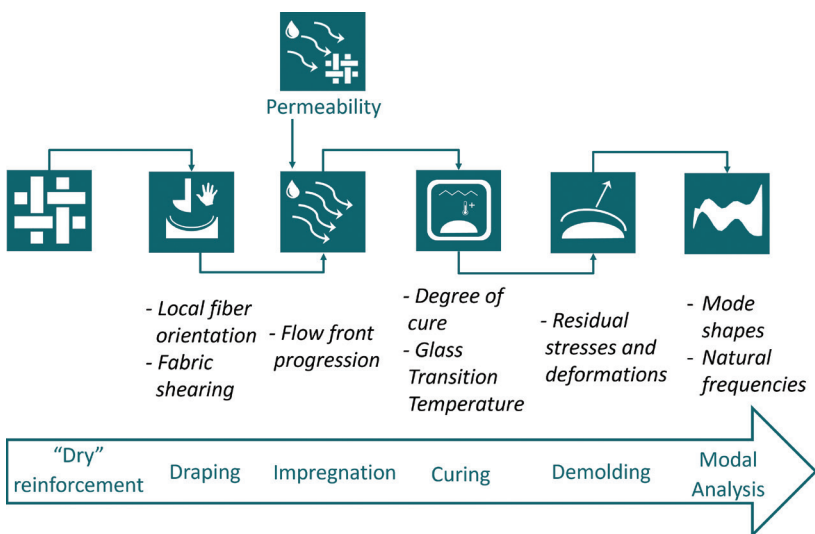 Permeability
- Local fiber
orientation
- Fabric
shearing
- Flow front
progression
- Degree of
cure
- Glass
Transition
Temperature
- Residual
stresses and
deformations
- Mode
shapes
- Natural
frequencies
“Dry”
reinforcement
Draping
Impregnation
Curing
Demolding
Modal
Analysis